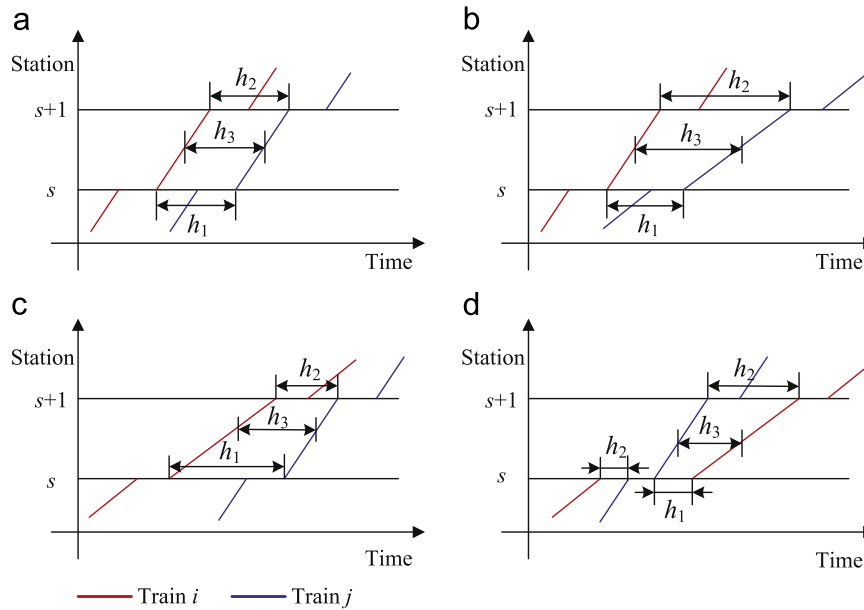 a
Station
s+1
s
h2
h3
h1
Time
b
Station
s+1
s
h2
h3
h1
Time
c
Station
s+1
s
h2
h3
h1
Time
d
Station
s+1
s
h2
h3
h2
h1
Time
Train i Train j